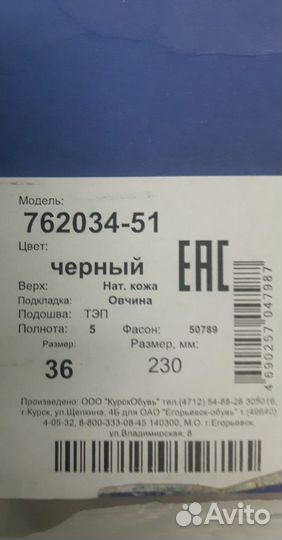 Модель:
762034-51
Цвет:
черный
EAC
Верх: Нат. кожа
Подкладка: Овчина
Подошва: ТЭП
Полнота: 5 Фасон: 50789
Размер: Размер, мм:
36 230
4 690257 047987
Произведено: ООО "КурскОбувь" тел.(4712) 54-88-28 305016,
г.Курск, ул.Щепкина, 4Б для ОАО "Егорьевск-обувь" т.(49640)
4-05-32, 8-800-333-08-45 140300, М.О. г.Егорьевск,
ул.Владимирская, 8
Avito